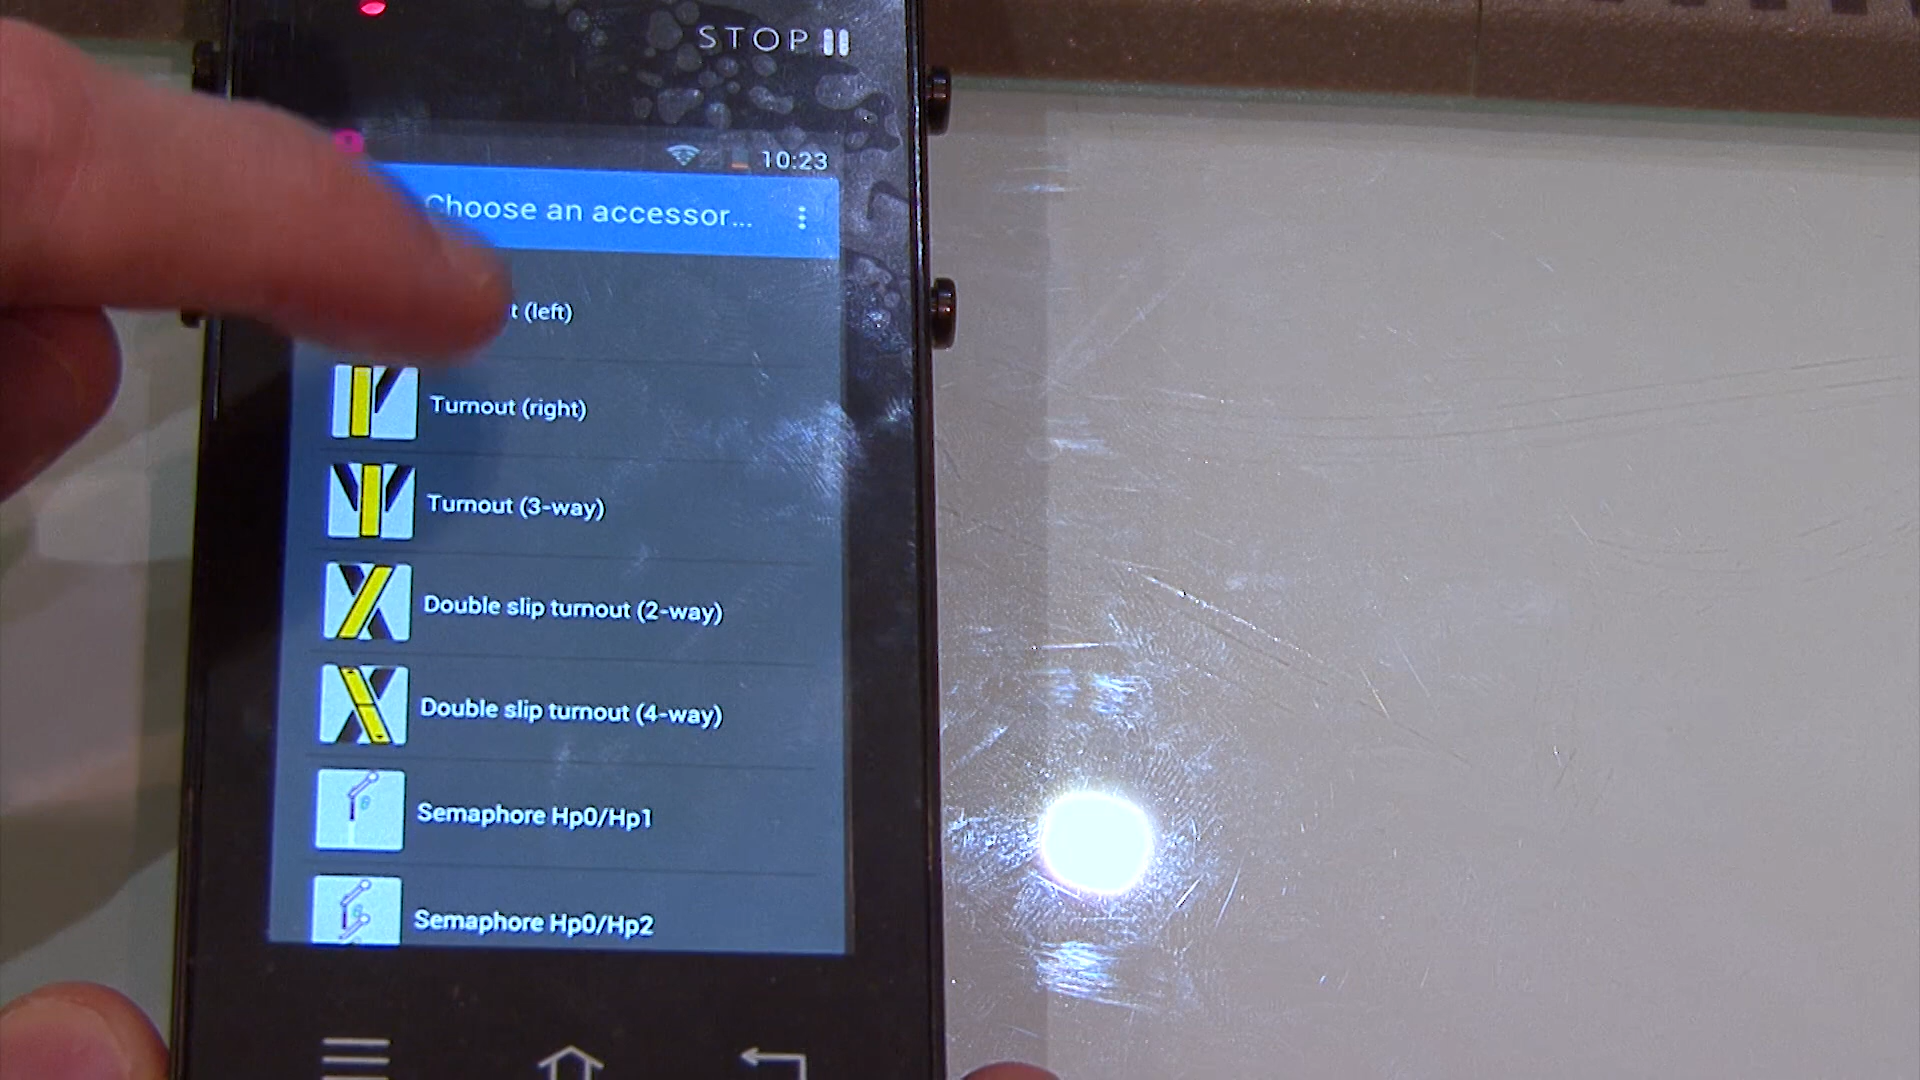 STOP
10:23
Choose an accessor...
(left)
Turnout (right)
Turnout (3-way)
Double slip turnout (2-way)
Double slip turnout (4-way)
Semaphore Hp0/Hp1
Semaphore Hp0/Hp2